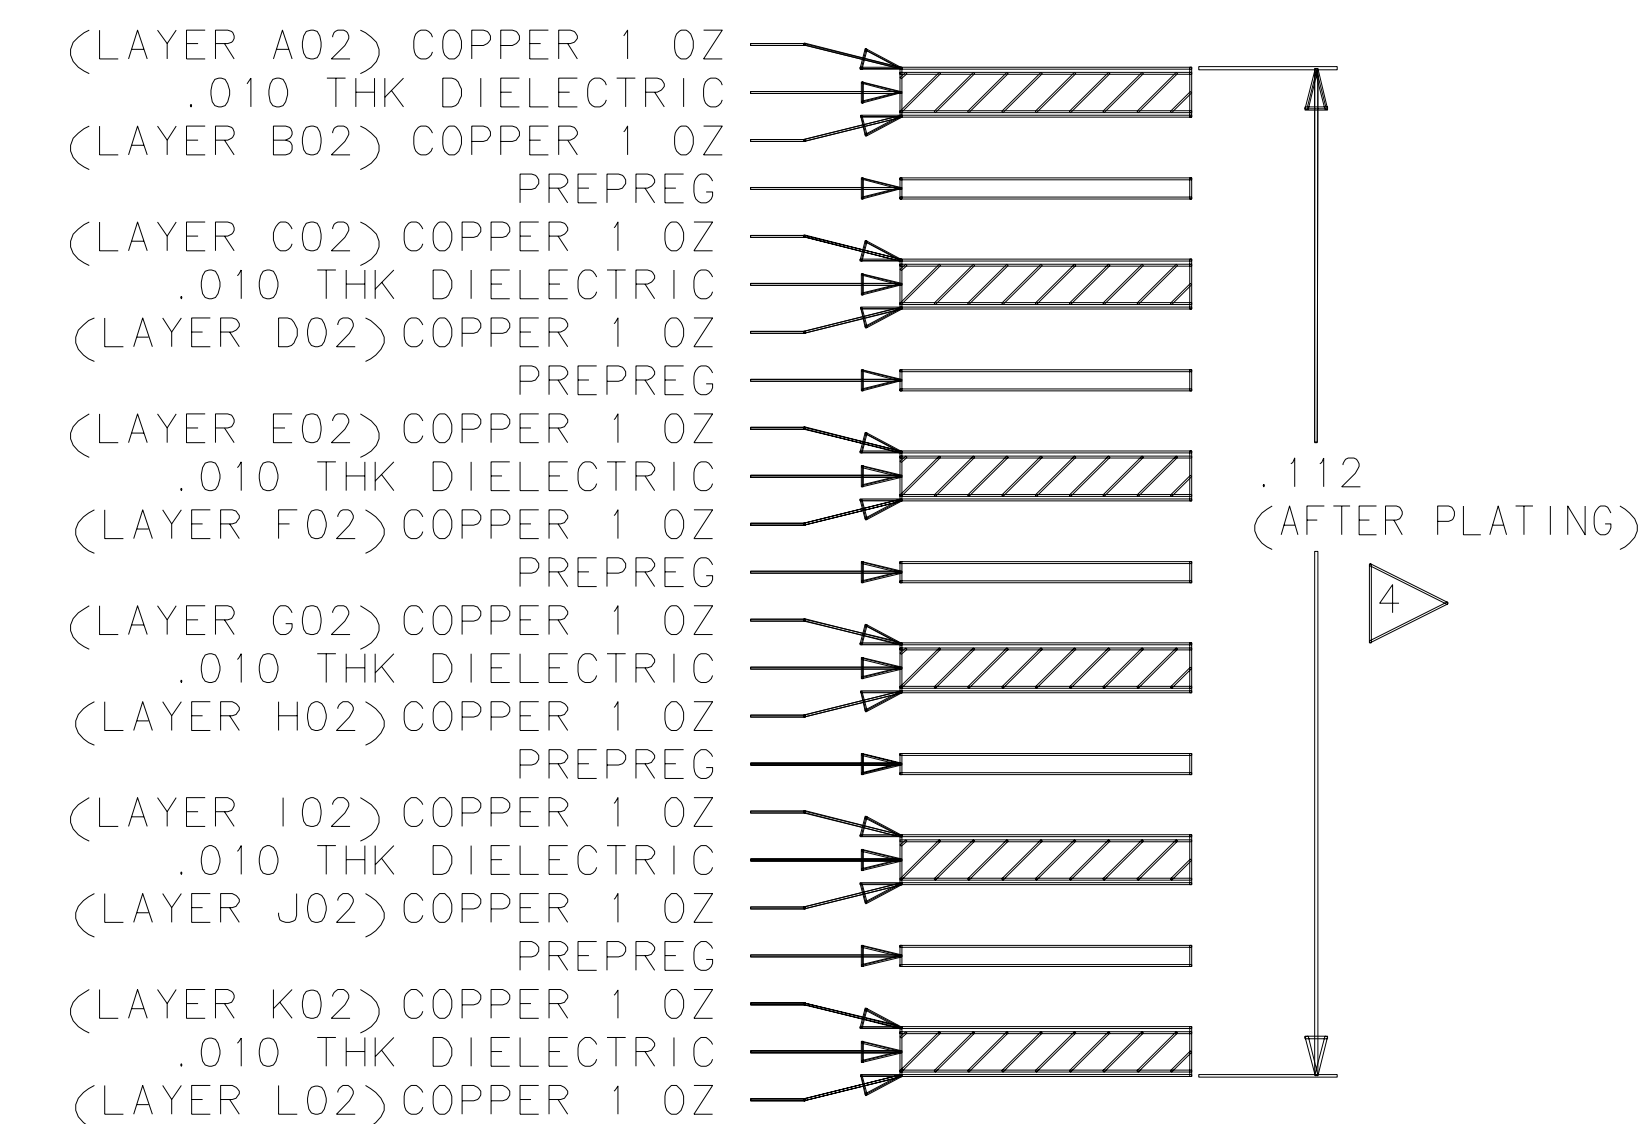 (LAYER A02) COPPER 1 OZ
.010 THK DIELECTRIC
(LAYER B02) COPPER 1 OZ
PREPREG
(LAYER C02) COPPER 1 OZ
.010 THK DIELECTRIC
(LAYER D02) COPPER 1 OZ
PREPREG
(LAYER E02) COPPER 1 OZ
.010 THK DIELECTRIC
(LAYER F02) COPPER 1 OZ
PREPREG
(LAYER G02) COPPER 1 OZ
.010 THK DIELECTRIC
(LAYER H02) COPPER 1 OZ
PREPREG
(LAYER I02) COPPER 1 OZ
.010 THK DIELECTRIC
(LAYER J02) COPPER 1 OZ
PREPREG
(LAYER K02) COPPER 1 OZ
.010 THK DIELECTRIC
(LAYER L02) COPPER 1 OZ
.112
(AFTER PLATING)
4